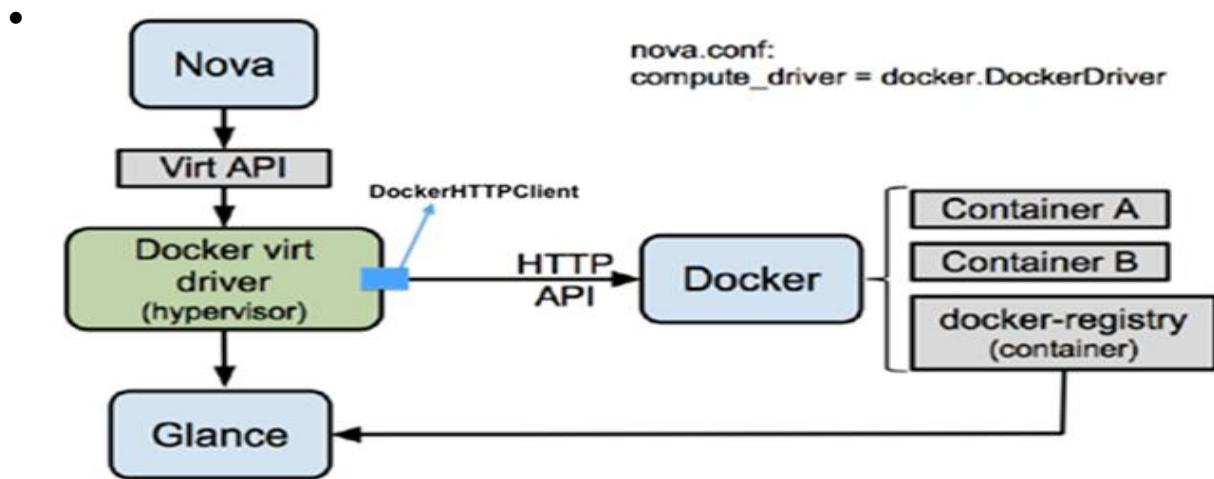 Nova
nova.conf:
compute_driver = docker.DockerDriver
Virt API
DockerHTTPClient
Docker virt
driver
(hypervisor)
HTTP
API
Docker
Container A
Container B
docker-registry
(container)
Glance